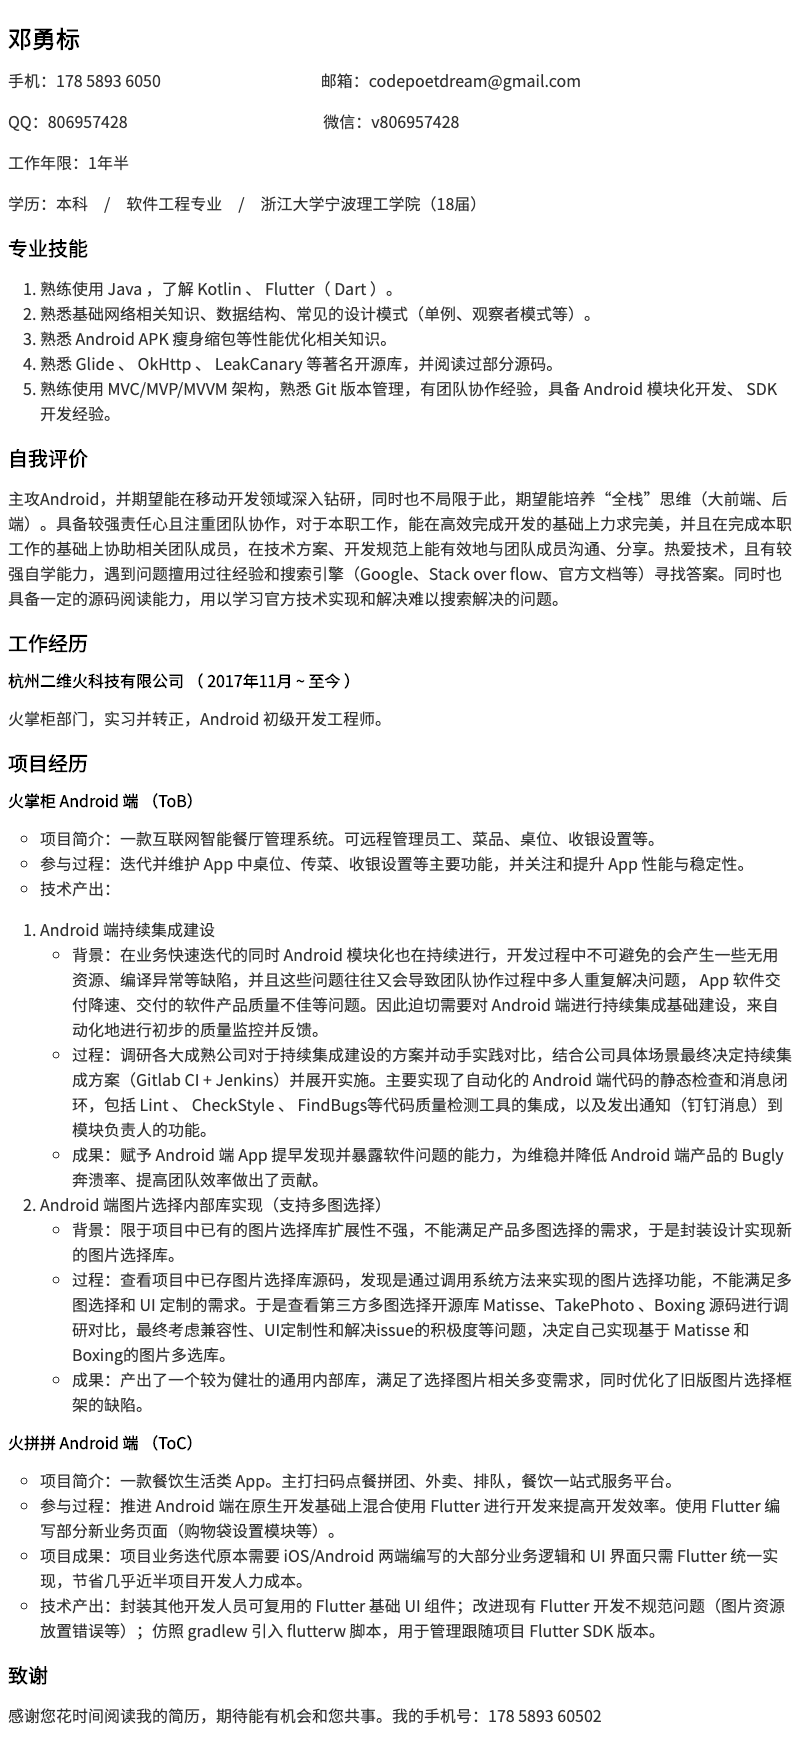 邓勇标
手机：178 5893 6050 邮箱：codepoetdream@gmail.com
QQ：806957428 微信：v806957428
工作年限：1年半
学历：本科 / 软件工程专业 / 浙江大学宁波理工学院（18届）
专业技能
1. 熟练使用 Java ，了解 Kotlin 、 Flutter（ Dart ）。
2. 熟悉基础网络相关知识、数据结构、常见的设计模式（单例、观察者模式等）。
3. 熟悉 Android APK 瘦身缩包等性能优化相关知识。
4. 熟悉 Glide 、 OkHttp 、 LeakCanary 等著名开源库，并阅读过部分源码。
5. 熟练使用 MVC/MVP/MVVM 架构，熟悉 Git 版本管理，有团队协作经验，具备 Android 模块化开发、 SDK
开发经验。
自我评价
主攻Android，并期望能在移动开发领域深入钻研，同时也不局限于此，期望能培养“全栈”思维（大前端、后
端）。具备较强责任心且注重团队协作，对于本职工作，能在高效完成开发的基础上力求完美，并且在完成本职
工作的基础上协助相关团队成员，在技术方案、开发规范上能有效地与团队成员沟通、分享。热爱技术，且有较
强自学能力，遇到问题擅用过往经验和搜索引擎（Google、Stack over flow、官方文档等）寻找答案。同时也
具备一定的源码阅读能力，用以学习官方技术实现和解决难以搜索解决的问题。
工作经历
杭州二维火科技有限公司 （ 2017年11月 ~ 至今 ）
火掌柜部门，实习并转正，Android 初级开发工程师。
项目经历
火掌柜 Android 端 （ToB）
◦ 项目简介：一款互联网智能餐厅管理系统。可远程管理员工、菜品、桌位、收银设置等。
◦ 参与过程：迭代并维护 App 中桌位、传菜、收银设置等主要功能，并关注和提升 App 性能与稳定性。
◦ 技术产出：
1. Android 端持续集成建设
◦ 背景：在业务快速迭代的同时 Android 模块化也在持续进行，开发过程中不可避免的会产生一些无用
资源、编译异常等缺陷，并且这些问题往往又会导致团队协作过程中多人重复解决问题， App 软件交
付降速、交付的软件产品质量不佳等问题。因此迫切需要对 Android 端进行持续集成基础建设，来自
动化地进行初步的质量监控并反馈。
◦ 过程：调研各大成熟公司对于持续集成建设的方案并动手实践对比，结合公司具体场景最终决定持续集
成方案（Gitlab CI + Jenkins）并展开实施。主要实现了自动化的 Android 端代码的静态检查和消息闭
环，包括 Lint 、 CheckStyle 、 FindBugs等代码质量检测工具的集成，以及发出通知（钉钉消息）到
模块负责人的功能。
◦ 成果：赋予 Android 端 App 提早发现并暴露软件问题的能力，为维稳并降低 Android 端产品的 Bugly
奔溃率、提高团队效率做出了贡献。
2. Android 端图片选择内部库实现（支持多图选择）
◦ 背景：限于项目中已有的图片选择库扩展性不强，不能满足产品多图选择的需求，于是封装设计实现新
的图片选择库。
◦ 过程：查看项目中已存图片选择库源码，发现是通过调用系统方法来实现的图片选择功能，不能满足多
图选择和 UI 定制的需求。于是查看第三方多图选择开源库 Matisse、TakePhoto 、Boxing 源码进行调
研对比，最终考虑兼容性、UI定制性和解决issue的积极度等问题，决定自己实现基于 Matisse 和
Boxing的图片多选库。
◦ 成果：产出了一个较为健壮的通用内部库，满足了选择图片相关多变需求，同时优化了旧版图片选择框
架的缺陷。
火拼拼 Android 端 （ToC）
◦ 项目简介：一款餐饮生活类 App。主打扫码点餐拼团、外卖、排队，餐饮一站式服务平台。
◦ 参与过程：推进 Android 端在原生开发基础上混合使用 Flutter 进行开发来提高开发效率。使用 Flutter 编
写部分新业务页面（购物袋设置模块等）。
◦ 项目成果：项目业务迭代原本需要 iOS/Android 两端编写的大部分业务逻辑和 UI 界面只需 Flutter 统一实
现，节省几乎近半项目开发人力成本。
◦ 技术产出：封装其他开发人员可复用的 Flutter 基础 UI 组件；改进现有 Flutter 开发不规范问题（图片资源
放置错误等）；仿照 gradlew 引入 flutterw 脚本，用于管理跟随项目 Flutter SDK 版本。
致谢
感谢您花时间阅读我的简历，期待能有机会和您共事。我的手机号：178 5893 60502